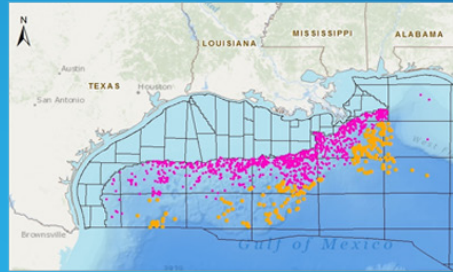 N
MISSISSIPPI
ALABAMA
LOUISIANA
TEXAS
Austin
Houston
San Antonio
Brownsville
Gulf of Mexico